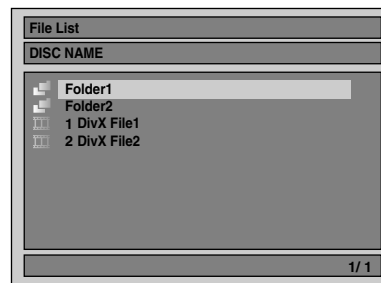 File List
DISC NAME
Folder1
Folder2
1 DivX File1
2 DivX File2
1/ 1